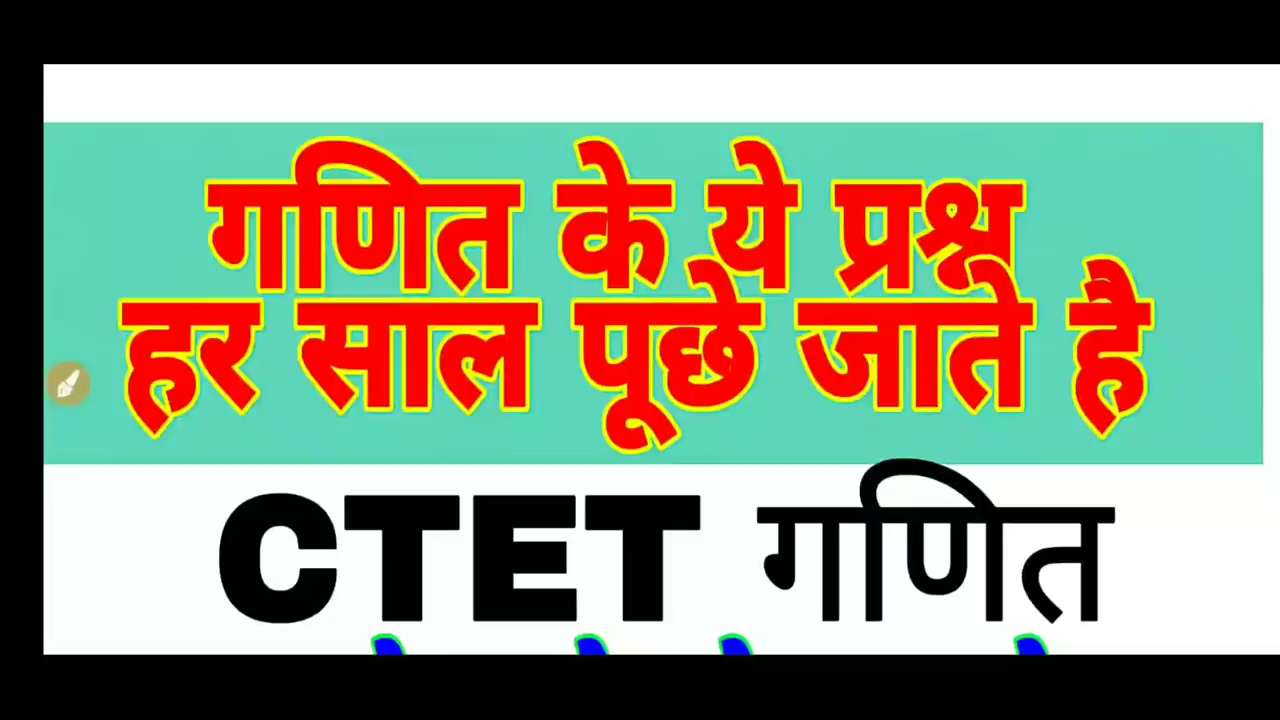 गणित के ये प्रश्न
हर साल पूछे जाते है
CTET गणित